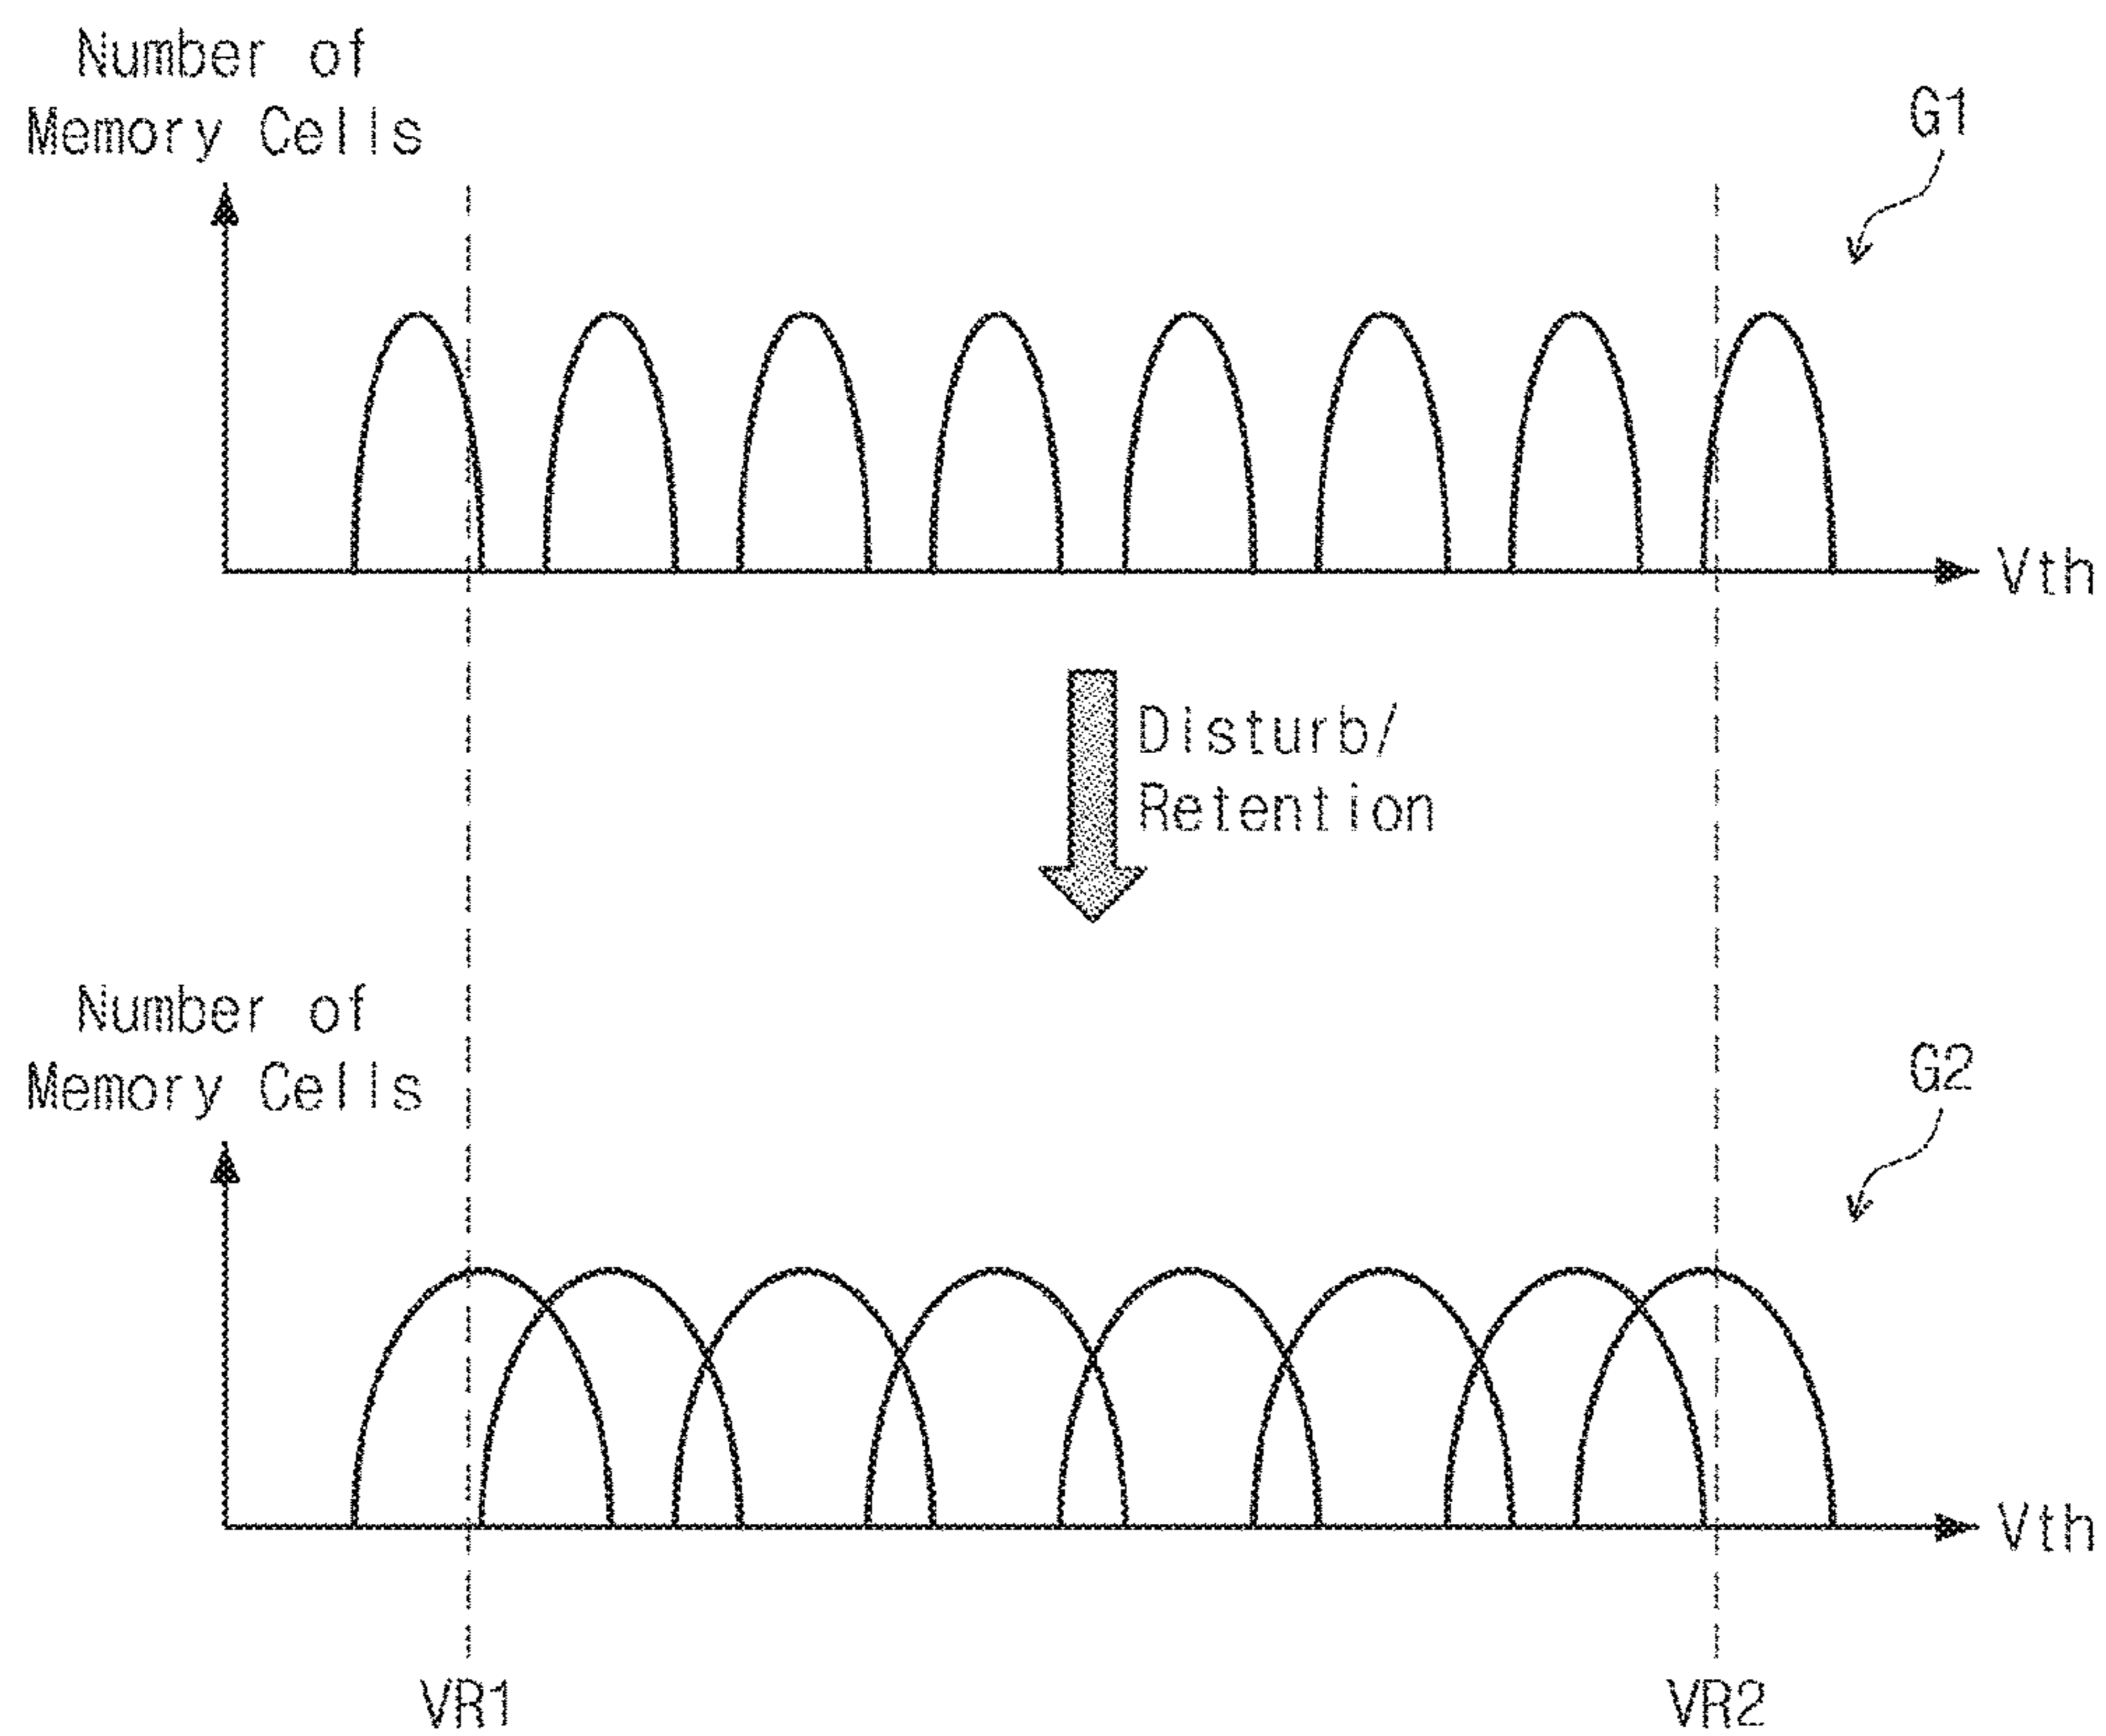 Number of
Memory Cells
G1
Vth
Disturb/
Retention
Number of
Memory Cells
G2
Vth
VR1
VR2